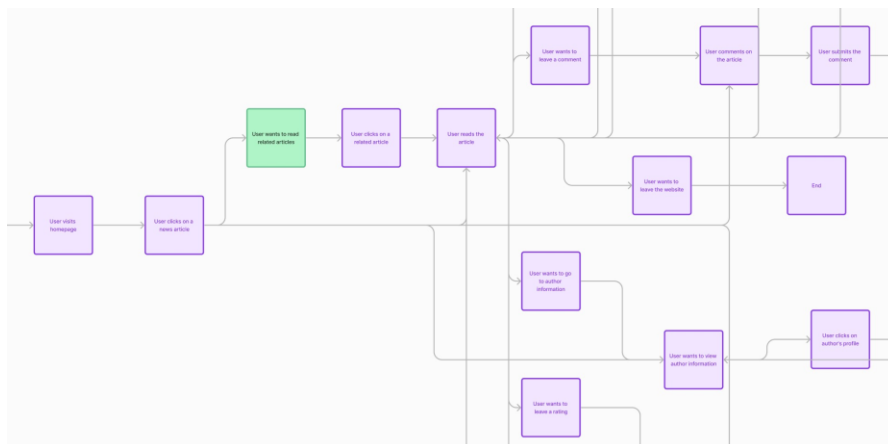 User wants to
leave a comment
User comments on
the article
User submits the
comment
User wants to read
related articles
User clicks on a
related article
User reads the
article
User wants to
leave the website
End
User visits
homepage
User clicks on a
news article
User wants to go
to author
information
User clicks on
author's profile
User wants to view
author information
User wants to
leave a rating